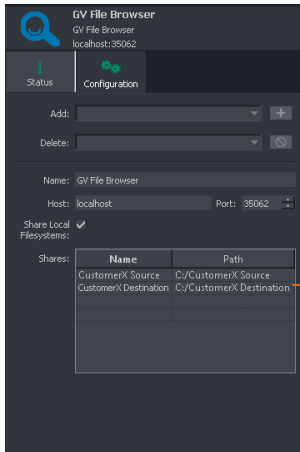 GV File Browser
GV File Browser
localhost:35062
Status
Configuration
Add:
Delete:
Name: GV File Browser
Host: localhost Port: 35062
Share Local
Filesystems:
Shares: Name Path
CustomerX Source C:/CustomerX Source
CustomerX Destination C:/CustomerX Destination